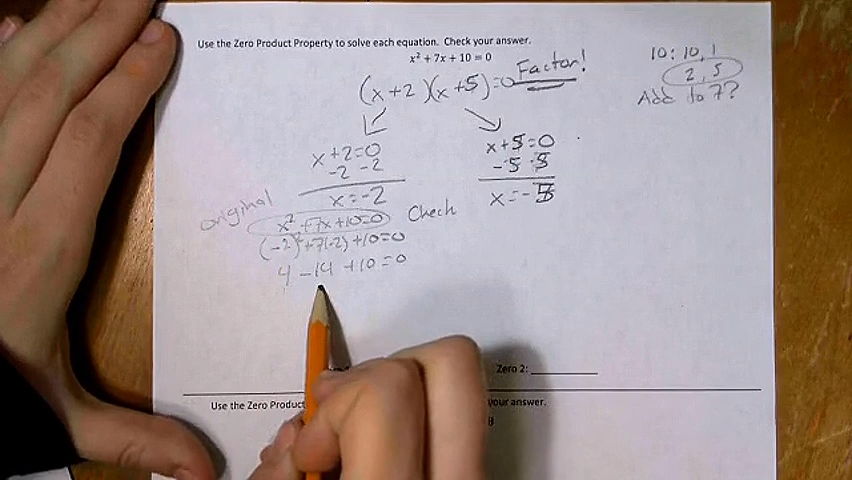 Use the Zero Product Property to solve each equation. Check your answer.
x² + 7x + 10 = 0
(x+2)(x+5)=0 Factor!
10: 10, 1
2, 5
Add to 7?
x+2=0
-2 -2
x=-2
x+5=0
-5 -5
x=-5
original
x²+7x+10=0 Check
(-2)²+7(-2)+10=0
4 -14 +10=0
Zero 2:
Use the Zero Product
your answer.